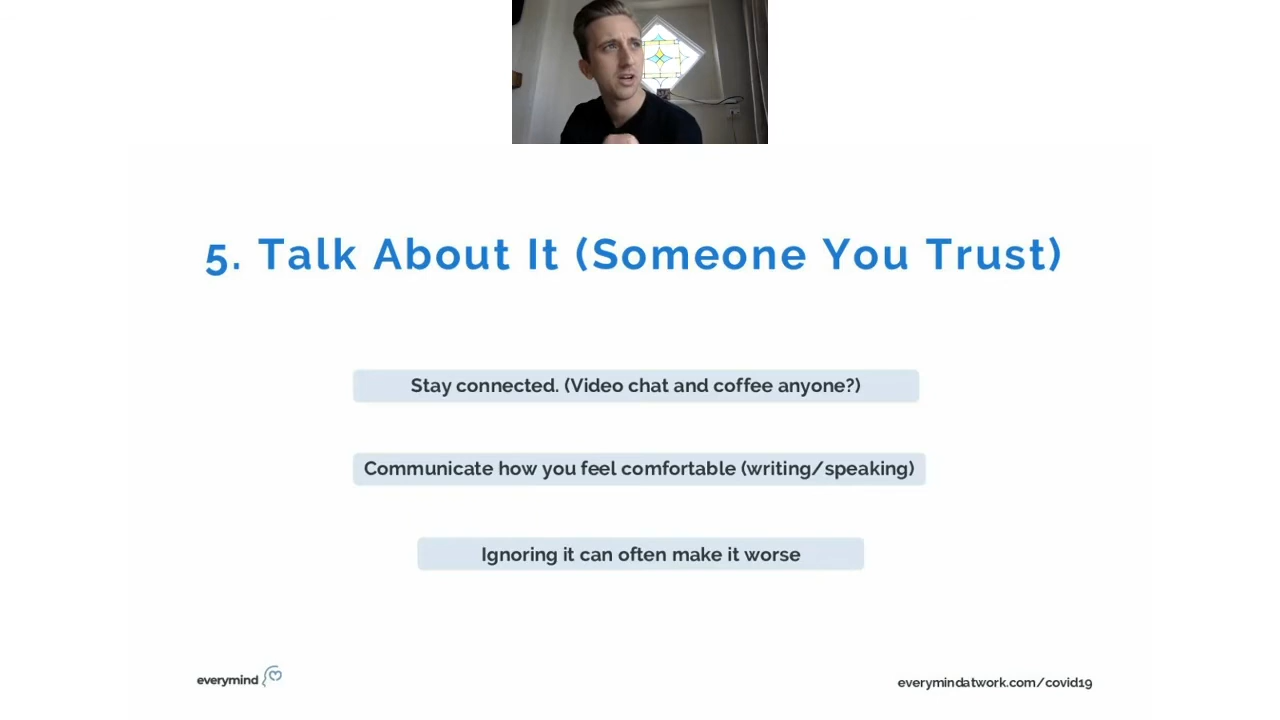 5. Talk About It (Someone You Trust)
Stay connected. (Video chat and coffee anyone?)
Communicate how you feel comfortable (writing/speaking)
Ignoring it can often make it worse
everymind
everymindatwork.com/covid19